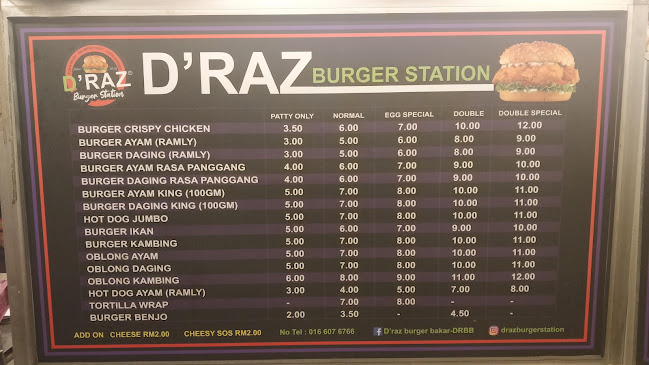 D'RAZ
Burger Station
D'RAZ BURGER STATION
PATTY ONLY NORMAL EGG SPECIAL DOUBLE DOUBLE SPECIAL
BURGER CRISPY CHICKEN 3.50 6.00 7.00 10.00 12.00
BURGER AYAM (RAMLY) 3.00 5.00 6.00 8.00 9.00
BURGER DAGING (RAMLY) 3.00 5.00 6.00 8.00 9.00
BURGER AYAM RASA PANGGANG 4.00 6.00 7.00 9.00 10.00
BURGER DAGING RASA PANGGANG 4.00 6.00 7.00 9.00 10.00
BURGER AYAM KING (100GM) 5.00 7.00 8.00 10.00 11.00
BURGER DAGING KING (100GM) 5.00 7.00 8.00 10.00 11.00
HOT DOG JUMBO 5.00 7.00 8.00 10.00 11.00
BURGER IKAN 5.00 6.00 7.00 9.00 10.00
BURGER KAMBING 5.00 7.00 8.00 10.00 11.00
OBLONG AYAM 5.00 7.00 8.00 10.00 11.00
OBLONG DAGING 5.00 7.00 8.00 10.00 11.00
OBLONG KAMBING 6.00 8.00 9.00 11.00 12.00
HOT DOG AYAM (RAMLY) 3.00 4.00 5.00 7.00 8.00
TORTILLA WRAP - 7.00 8.00 - -
BURGER BENJO 2.00 3.50 4.50
ADD ON CHEESE RM2.00 CHEESY SOS RM2.00 No Tel : 016 607 6766 D'raz burger bakar-DRBB drazburgerstation